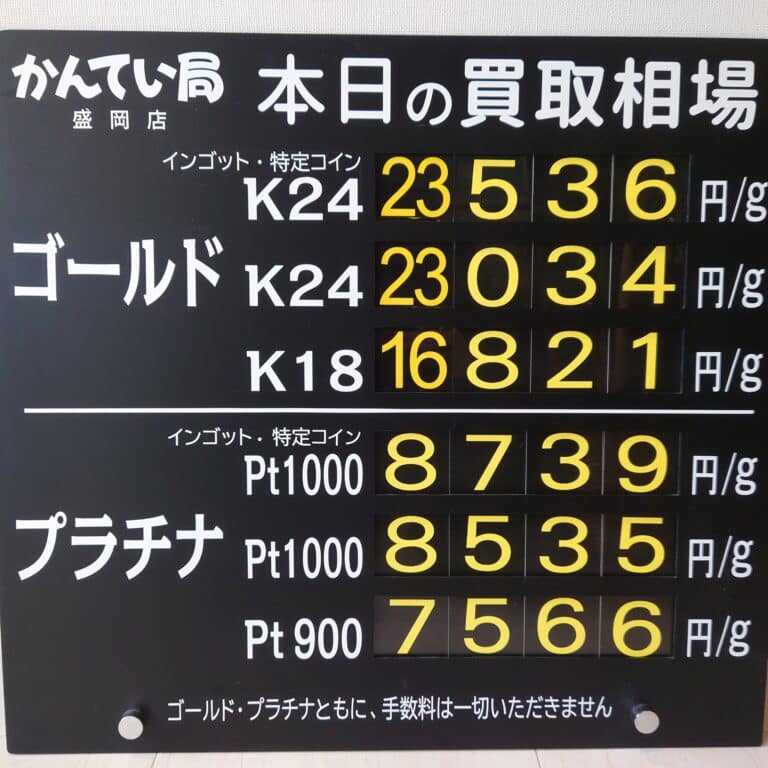 かんてい局 本日の買取相場
盛岡店
インゴット・特定コイン
K24 23536 円/g
ゴールド K24 23034 円/g
K18 16821 円/g
インゴット・特定コイン
Pt1000 8739 円/g
プラチナ Pt1000 8535 円/g
Pt900 7566 円/g
ゴールド・プラチナともに、手数料は一切いただきません